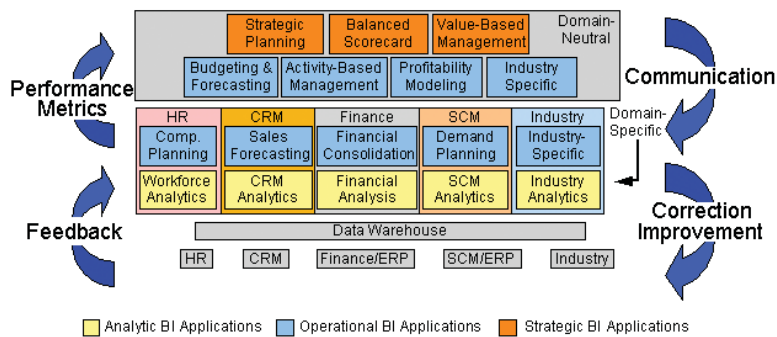 Strategic
Planning
Balanced
Scorecard
Value-Based
Management
Domain-
Neutral
Budgeting &
Forecasting
Activity-Based
Management
Profitability
Modeling
Industry
Specific
Performance
Metrics
Communication
HR
CRM
Finance
SCM
Industry
Domain-
Specific
Comp.
Planning
Sales
Forecasting
Financial
Consolidation
Demand
Planning
Industry-
Specific
Workforce
Analytics
CRM
Analytics
Financial
Analysis
SCM
Analytics
Industry
Analytics
Feedback
Correction
Improvement
Data Warehouse
HR
CRM
Finance/ERP
SCM/ERP
Industry
Analytic BI Applications
Operational BI Applications
Strategic BI Applications